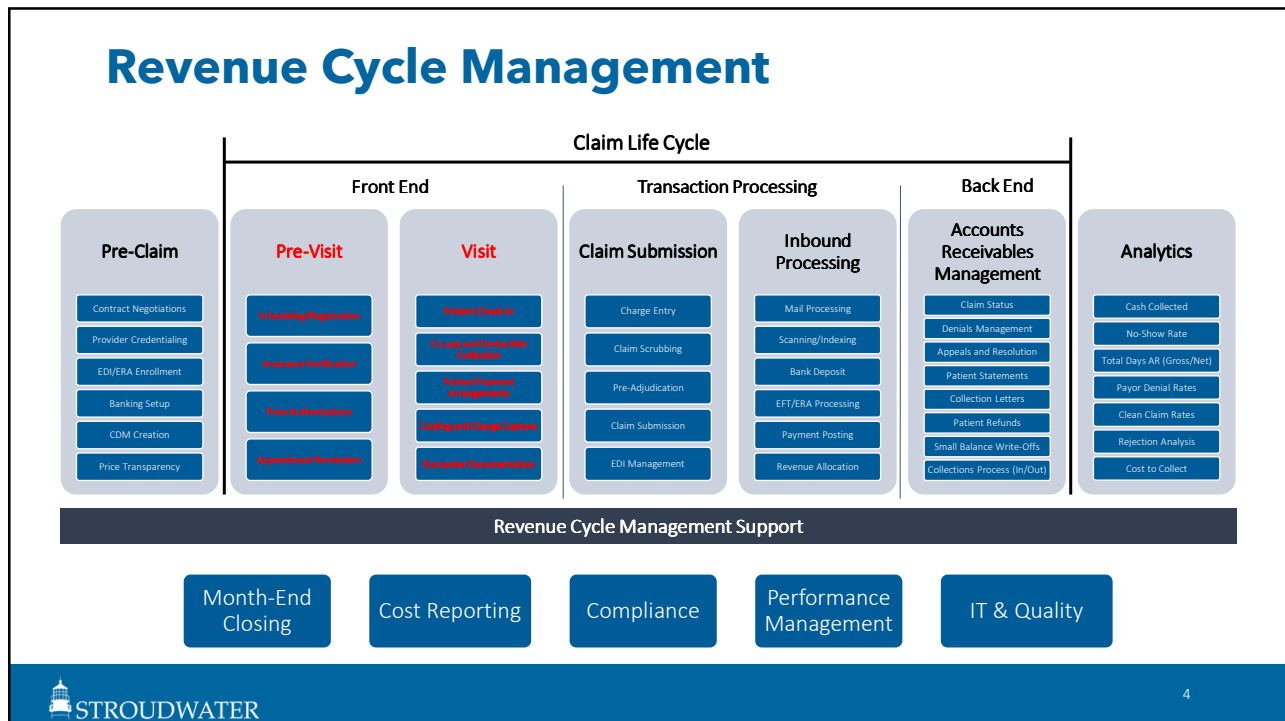 Revenue Cycle Management
Claim Life Cycle
Front End
Transaction Processing
Back End
Pre-Claim
Contract Negotiations
Provider Credentialing
EDI/ERA Enrollment
Banking Setup
CDM Creation
Price Transparency
Pre-Visit
Scheduling/Registration
Insurance Verification
Prior Authorizations
Appointment Reminders
Visit
Patient Check-In
Co-pay and Deductible
Collection
Patient Payment
Arrangements
Coding and Charge Capture
Encounter Documentation
Claim Submission
Charge Entry
Claim Scrubbing
Pre-Adjudication
Claim Submission
EDI Management
Inbound
Processing
Mail Processing
Scanning/Indexing
Bank Deposit
EFT/ERA Processing
Payment Posting
Revenue Allocation
Accounts
Receivables
Management
Claim Status
Denials Management
Appeals and Resolution
Patient Statements
Collection Letters
Patient Refunds
Small Balance Write-Offs
Collections Process (In/Out)
Analytics
Cash Collected
No-Show Rate
Total Days AR (Gross/Net)
Payor Denial Rates
Clean Claim Rates
Rejection Analysis
Cost to Collect
Revenue Cycle Management Support
Month-End
Closing
Cost Reporting
Compliance
Performance
Management
IT & Quality
STROUDWATER
4